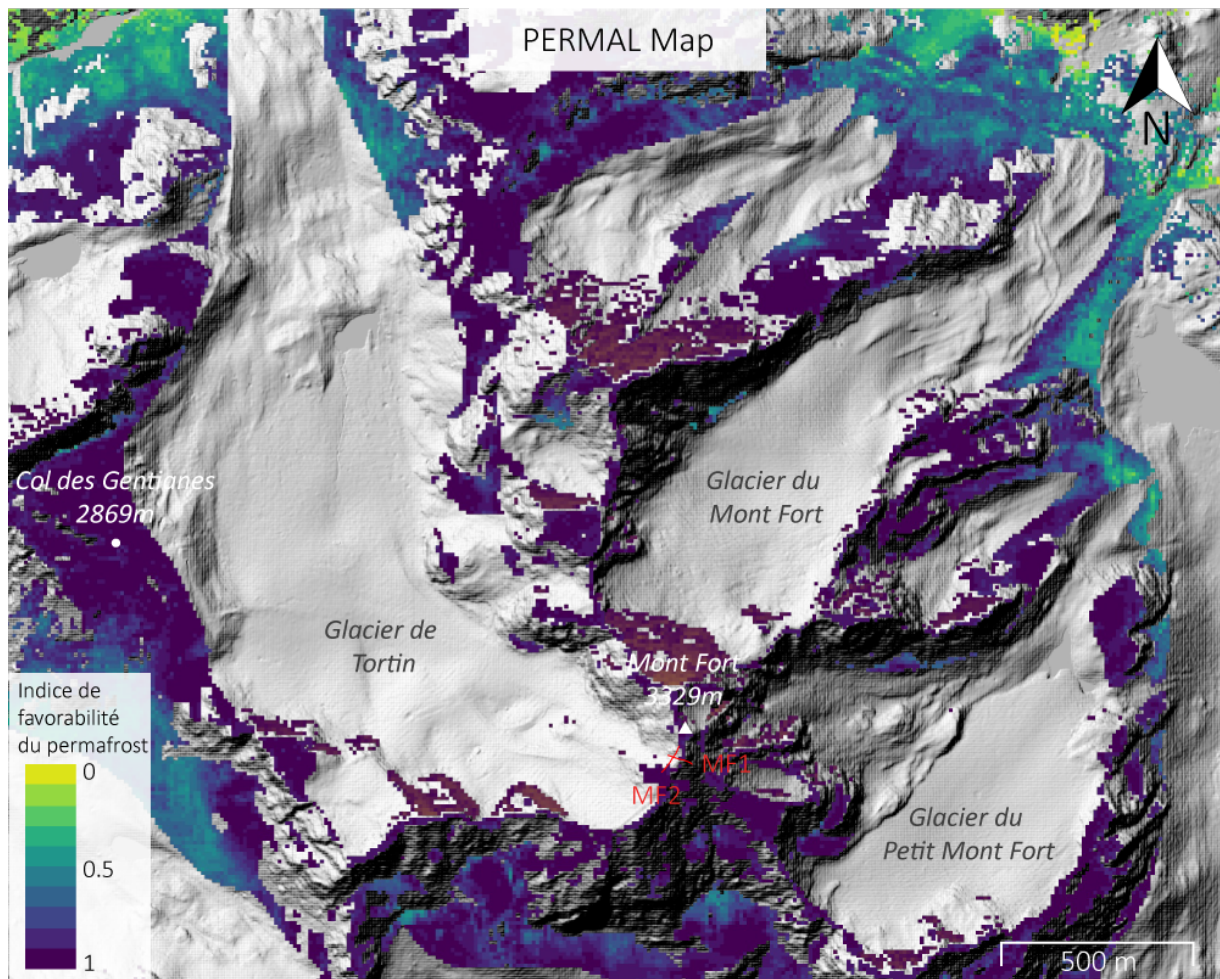 PERMAL Map
N
Col des Gentianes
2869m
Glacier du
Mont Fort
Glacier de
Tortin
Mont Fort
3329m
MF1
MF2
Glacier du
Petit Mont Fort
Indice de
favorabilité
du permafrost
0
0.5
1
500 m